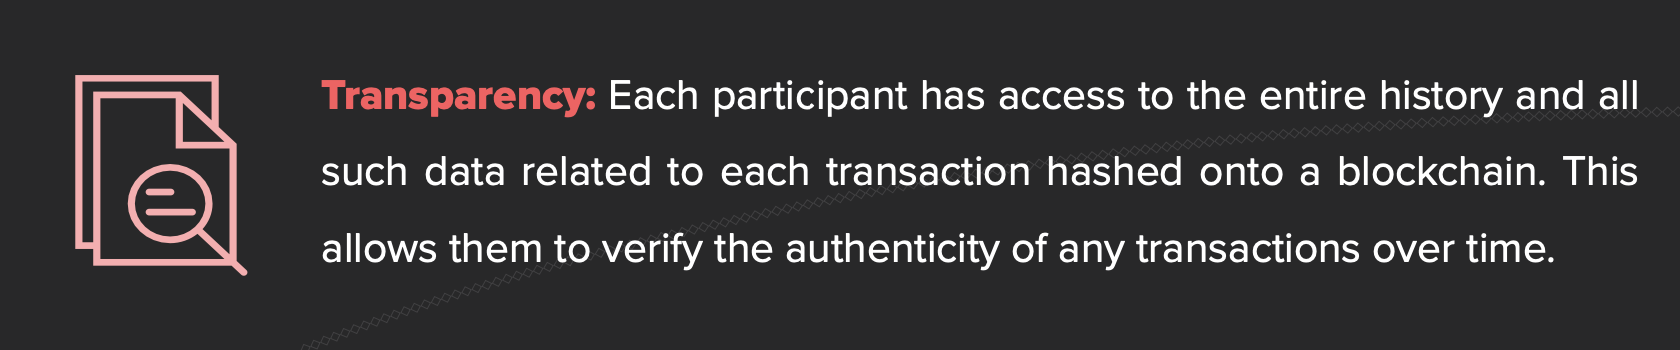 Transparency: Each participant has access to the entire history and all
such data related to each transaction hashed onto a blockchain. This
allows them to verify the authenticity of any transactions over time.